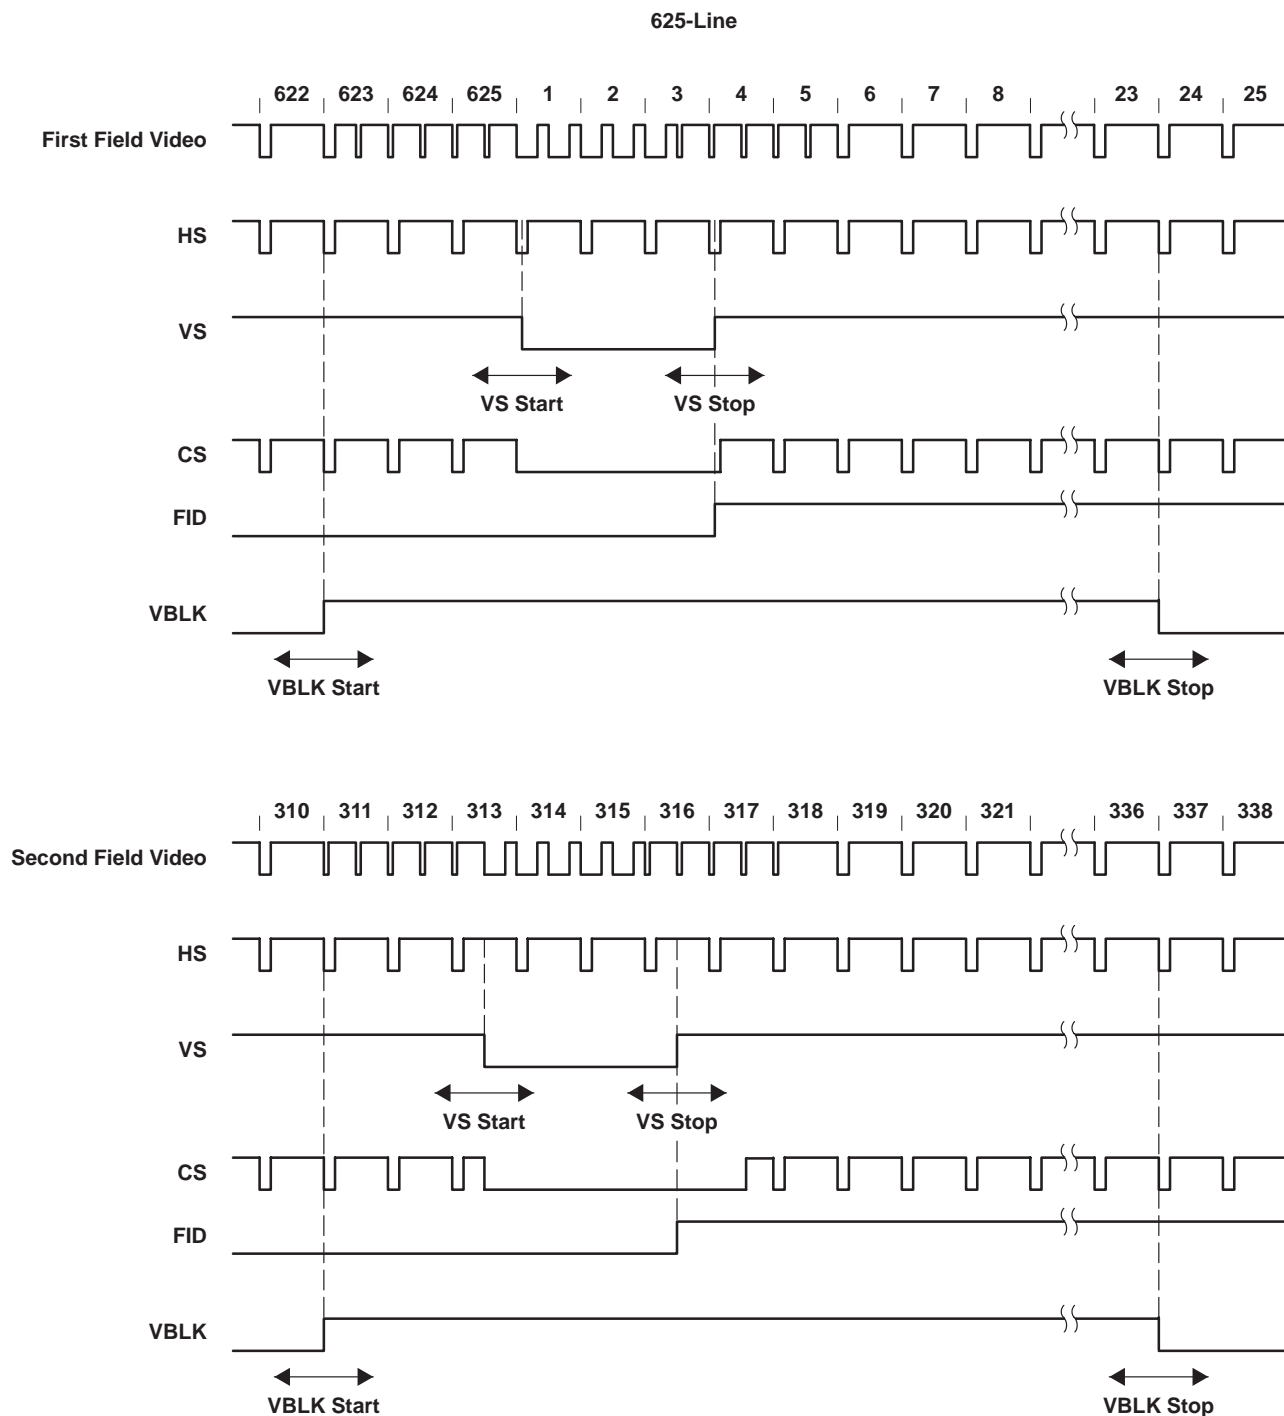 625-Line
622 623 624 625 1 2 3 4 5 6 7 8 23 24 25
First Field Video
HS
VS
VS Start VS Stop
CS
FID
VBLK
VBLK Start VBLK Stop
310 311 312 313 314 315 316 317 318 319 320 321 336 337 338
Second Field Video
HS
VS
VS Start VS Stop
CS
FID
VBLK
VBLK Start VBLK Stop